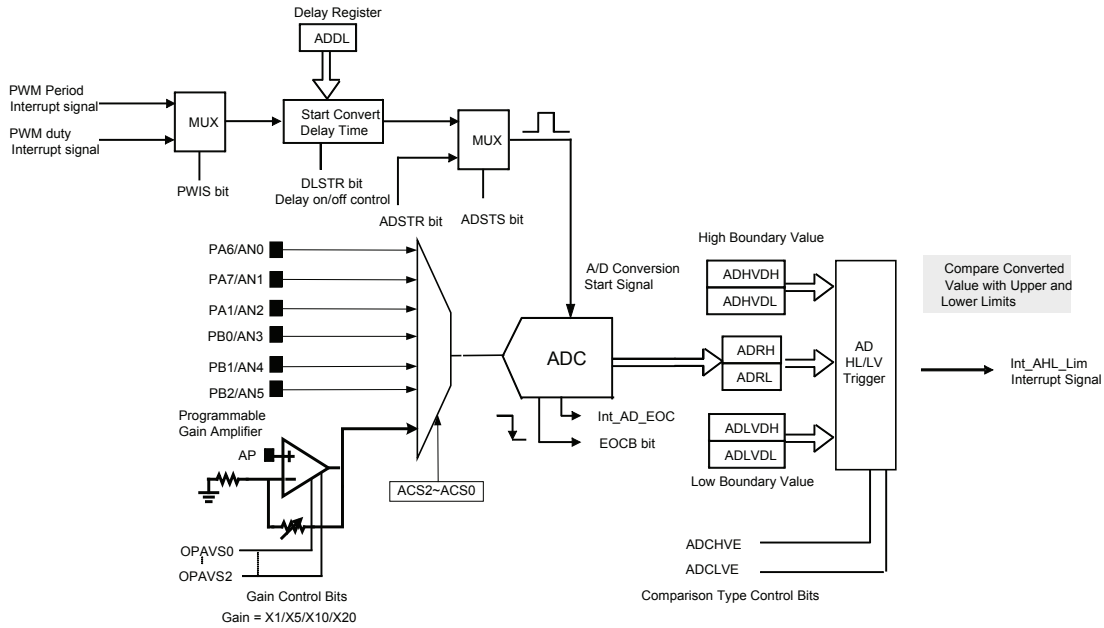 Delay Register
ADDL
PWM Period
Interrupt signal
PWM duty
Interrupt signal
MUX
Start Convert
Delay Time
MUX
PWIS bit
DLSTR bit
Delay on/off control
ADSTR bit
ADSTS bit
PA6/AN0
PA7/AN1
PA1/AN2
PB0/AN3
PB1/AN4
PB2/AN5
Programmable
Gain Amplifier
AP
+
−
ACS2~ACS0
OPAVS0
OPAVS2
Gain Control Bits
Gain = X1/X5/X10/X20
A/D Conversion
Start Signal
ADC
Int_AD_EOC
EOCB bit
High Boundary Value
ADHVDH
ADHVDL
ADRH
ADRL
ADLVDH
ADLVDL
Low Boundary Value
AD
HL/LV
Trigger
Compare Converted
Value with Upper and
Lower Limits
Int_AHL_Lim
Interrupt Signal
ADCHVE
ADCLVE
Comparison Type Control Bits